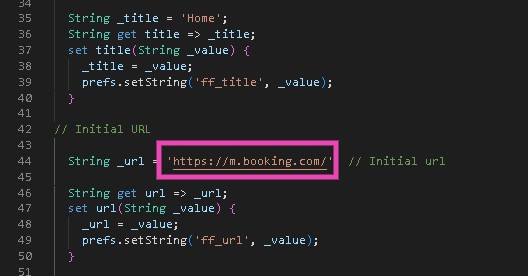 34
35 String _title = 'Home';
36 String get title => _title;
37 set title(String _value) {
38 _title = _value;
39 prefs.setString('ff_title', _value);
40 }
41
42 // Initial URL
43
44 String _url = 'https://m.booking.com/' // Initial url
45
46 String get url => _url;
47 set url(String _value) {
48 _url = _value;
49 prefs.setString('ff_url', _value);
50 }
51